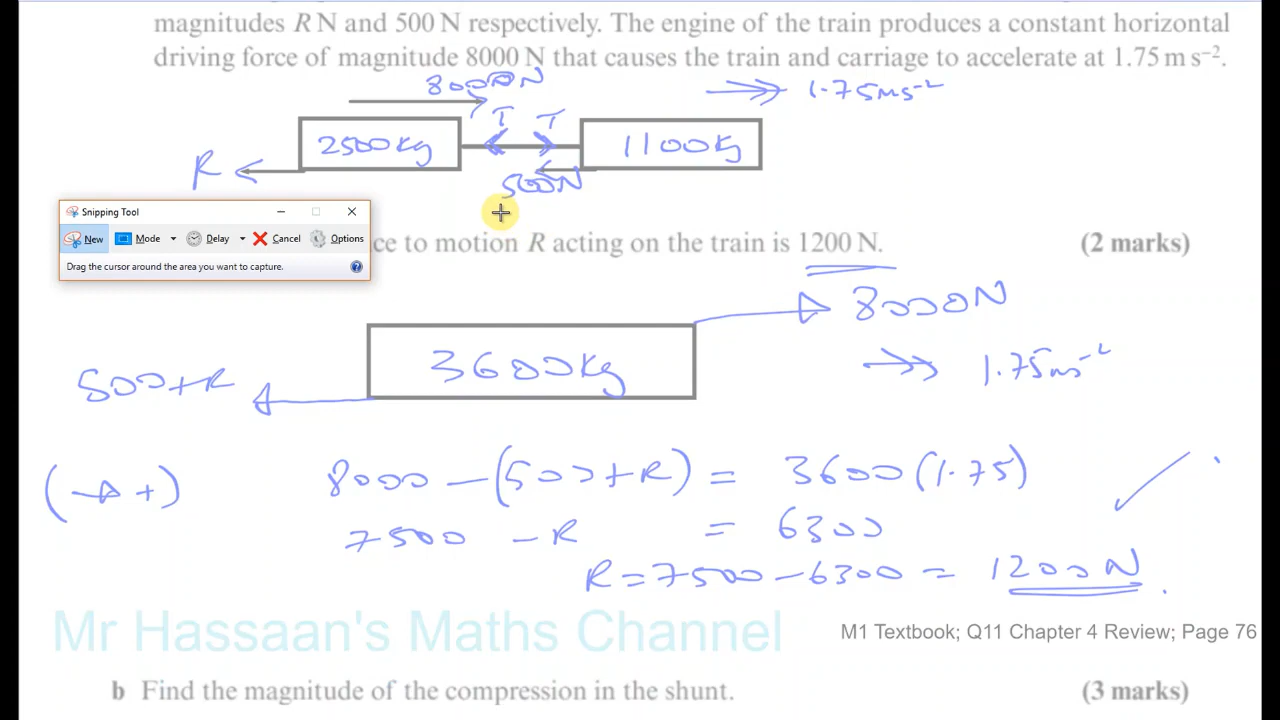 magnitudes R N and 500 N respectively. The engine of the train produces a constant horizontal
driving force of magnitude 8000 N that causes the train and carriage to accelerate at 1.75 m s⁻².
8000N
1.75ms⁻²
T T
2500kg
1100kg
R
500N
Snipping Tool
New Mode Delay Cancel Options
Drag the cursor around the area you want to capture.
ce to motion R acting on the train is 1200 N. (2 marks)
8000N
3600kg
1.75ms⁻²
500+R
(→+) 8000 – (500+R) = 3600(1.75)
7500 – R = 6300
R = 7500 – 6300 = 1200N
Mr Hassaan's Maths Channel
M1 Textbook; Q11 Chapter 4 Review; Page 76
b Find the magnitude of the compression in the shunt. (3 marks)